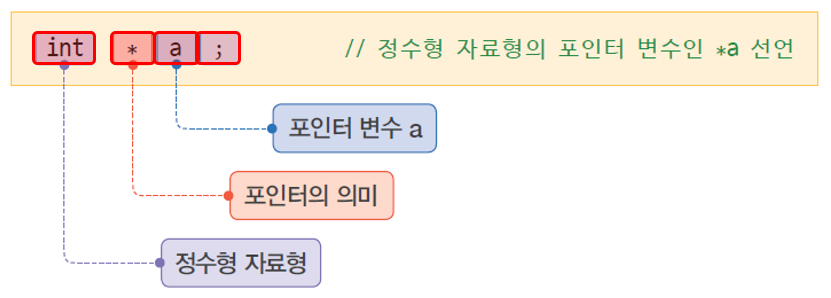 int *a; // 정수형 자료형의 포인터 변수인 *a 선언
포인터 변수 a
포인터의 의미
정수형 자료형